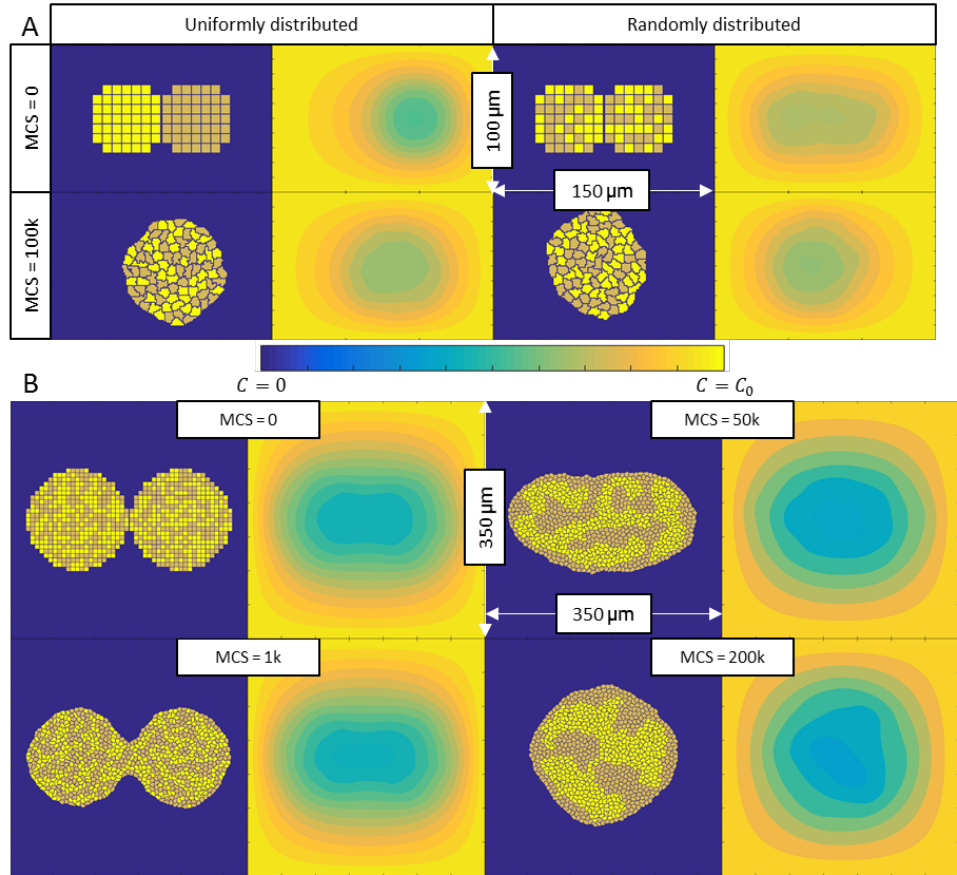 A
Uniformly distributed
Randomly distributed
MCS = 0
100 µm
150 µm
MCS = 100k
C = 0
C = C₀
B
MCS = 0
MCS = 50k
350 µm
350 µm
MCS = 1k
MCS = 200k